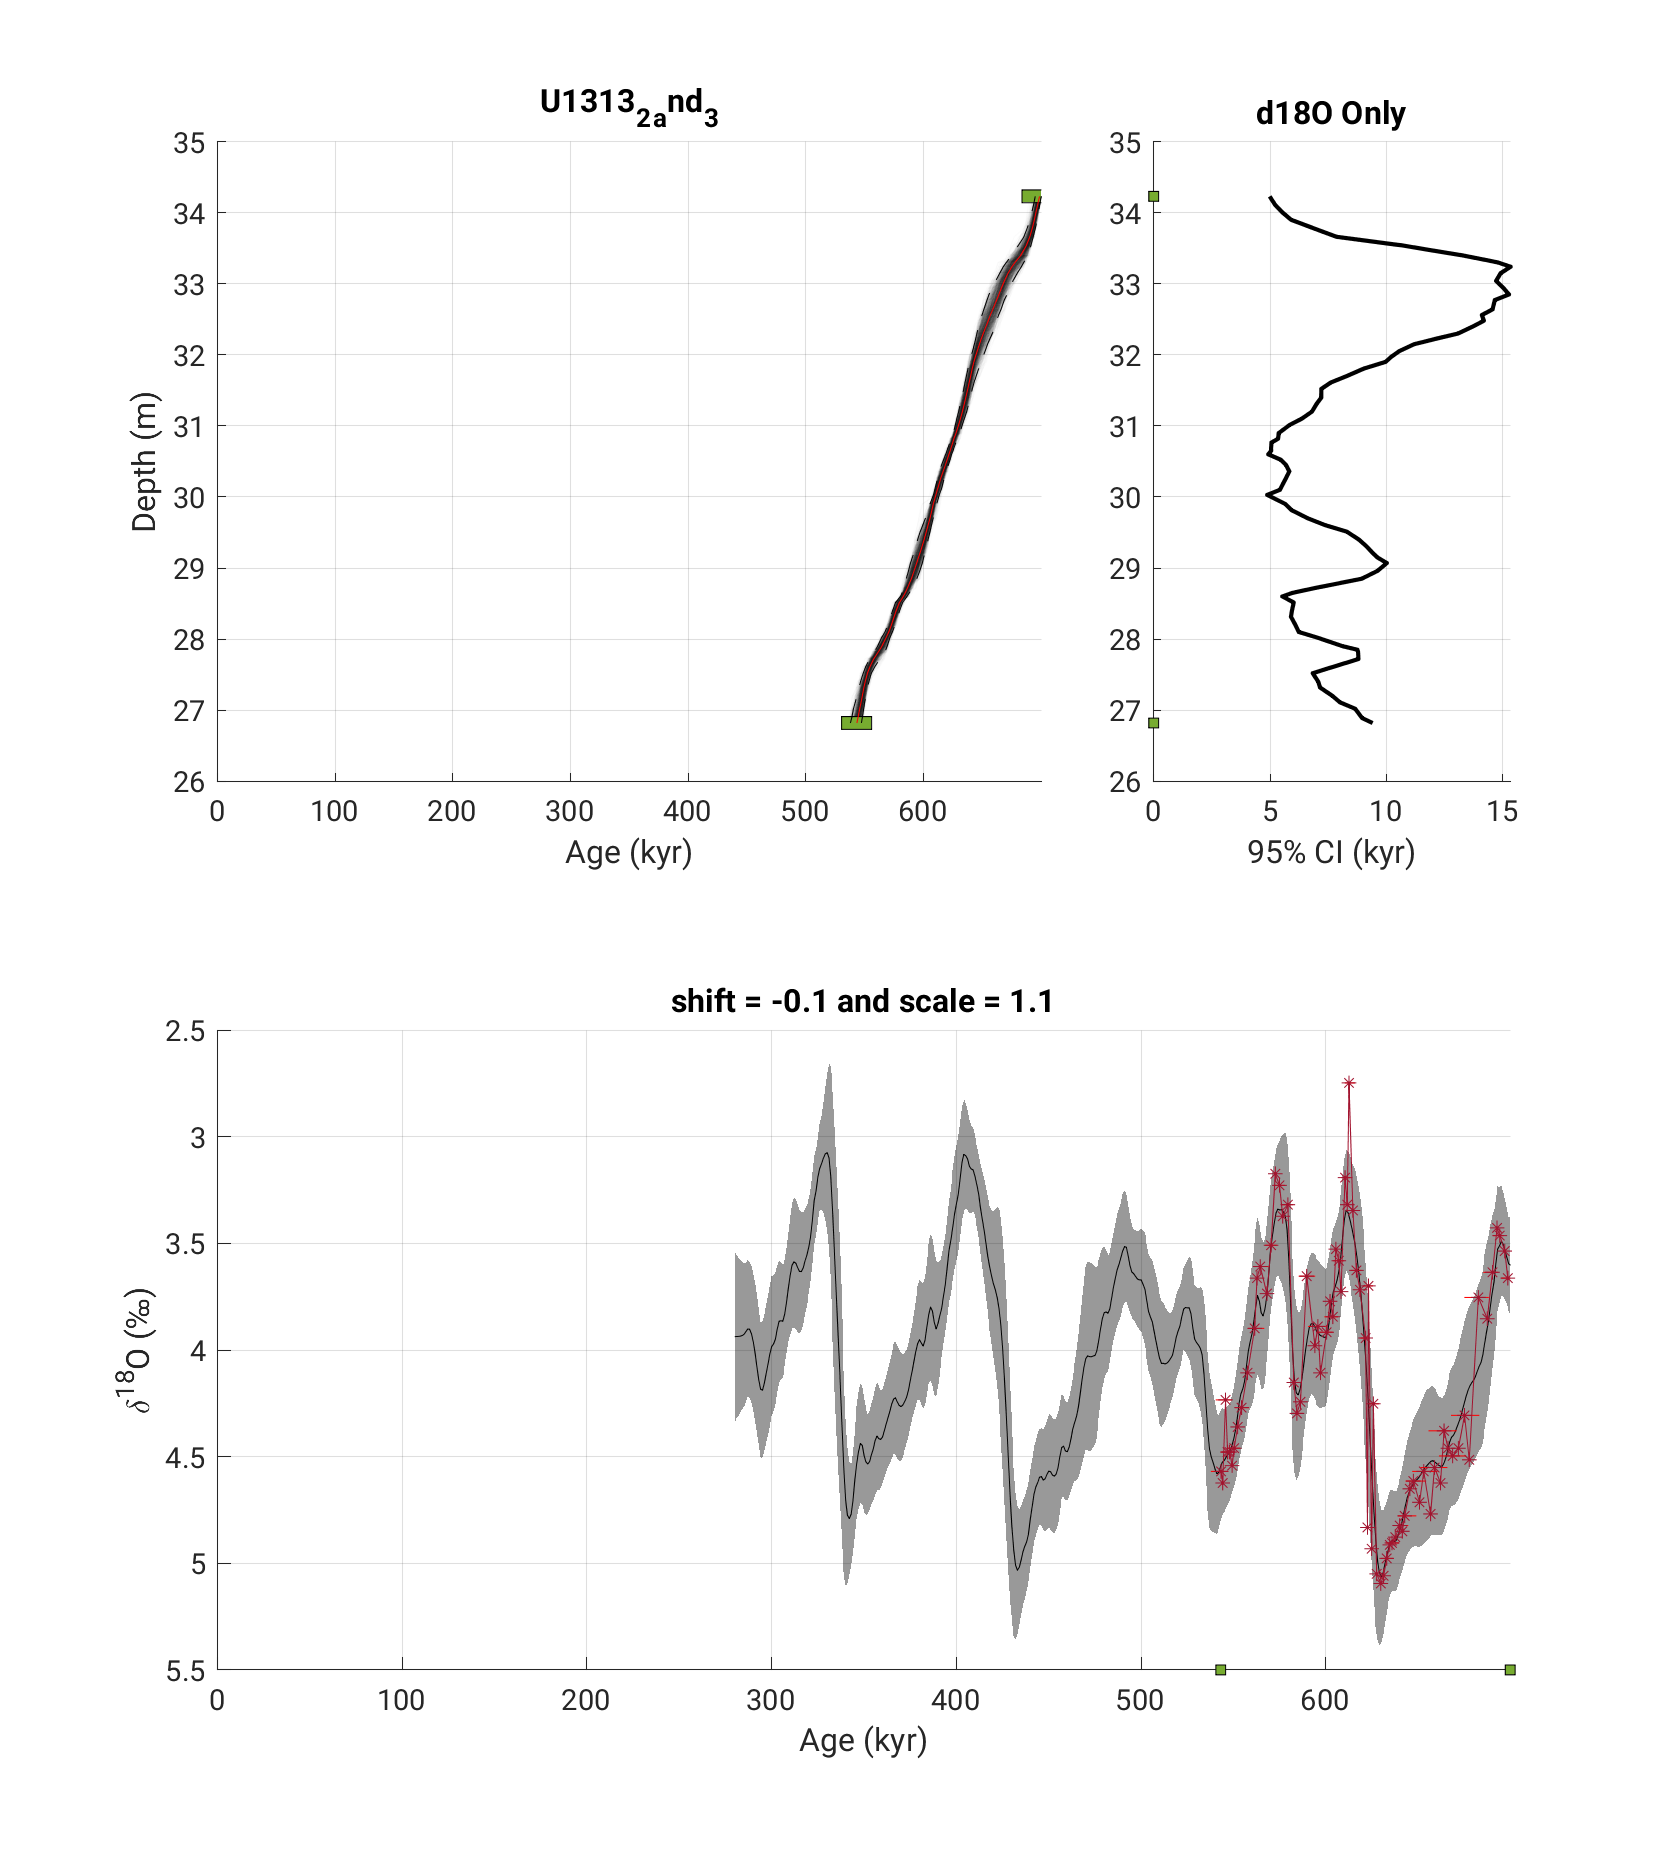 U1313₂ₐnd₃
35
34
33
32
31
30
29
28
27
26
Depth (m)
0 100 200 300 400 500 600
Age (kyr)
d18O Only
35
34
33
32
31
30
29
28
27
26
0 5 10 15
95% CI (kyr)
shift = -0.1 and scale = 1.1
2.5
3
3.5
4
4.5
5
5.5
δ¹⁸O (‰)
0 100 200 300 400 500 600
Age (kyr)